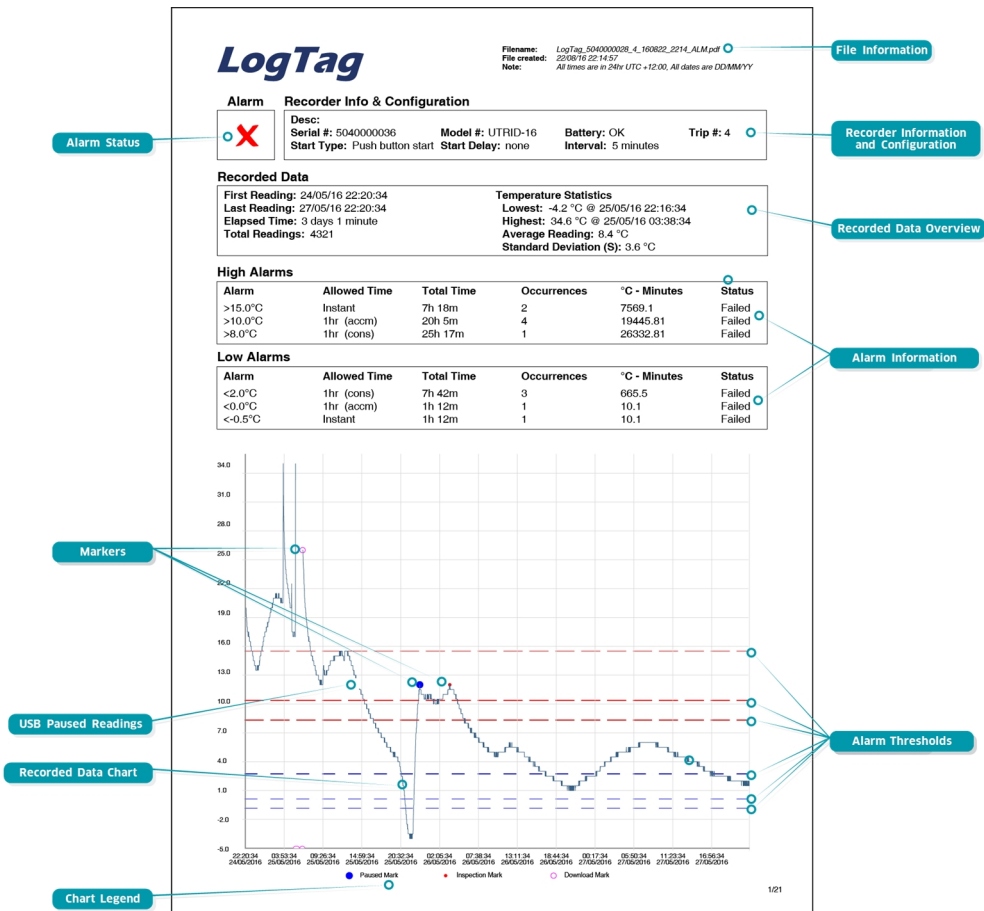 LogTag
Filename: LogTag_5040000028_4_160822_2214_ALM.pdf
File created: 22/08/16 22:14:57
Note: All times are in 24hr UTC +12:00, All dates are DD/MM/YY
File Information
Alarm
Recorder Info & Configuration
Alarm Status
X
Desc:
Serial #: 5040000036 Model #: UTRID-16 Battery: OK Trip #: 4
Start Type: Push button start Start Delay: none Interval: 5 minutes
Recorder Information
and Configuration
Recorded Data
First Reading: 24/05/16 22:20:34
Last Reading: 27/05/16 22:20:34
Elapsed Time: 3 days 1 minute
Total Readings: 4321
Temperature Statistics
Lowest: -4.2 °C @ 25/05/16 22:16:34
Highest: 34.6 °C @ 25/05/16 03:38:34
Average Reading: 8.4 °C
Standard Deviation (S): 3.6 °C
Recorded Data Overview
High Alarms
Alarm Allowed Time Total Time Occurrences °C - Minutes Status
>15.0°C Instant 7h 18m 2 7569.1 Failed
>10.0°C 1hr (accm) 20h 5m 4 19445.81 Failed
>8.0°C 1hr (cons) 25h 17m 1 26332.81 Failed
Alarm Information
Low Alarms
Alarm Allowed Time Total Time Occurrences °C - Minutes Status
<2.0°C 1hr (cons) 7h 42m 3 665.5 Failed
<0.0°C 1hr (accm) 1h 12m 1 10.1 Failed
<-0.5°C Instant 1h 12m 1 10.1 Failed
34.0
31.0
28.0
25.0
22.0
19.0
16.0
13.0
10.0
7.0
4.0
1.0
-2.0
-5.0
Markers
USB Paused Readings
Recorded Data Chart
Alarm Thresholds
22:20:34 03:53:34 09:26:34 14:59:34 20:32:34 02:05:34 07:38:34 13:11:34 18:44:34 00:17:34 05:50:34 11:23:34 16:56:34
24/05/2016 25/05/2016 25/05/2016 25/05/2016 25/05/2016 26/05/2016 26/05/2016 26/05/2016 26/05/2016 27/05/2016 27/05/2016 27/05/2016 27/05/2016
Paused Mark Inspection Mark Download Mark
Chart Legend
1/21